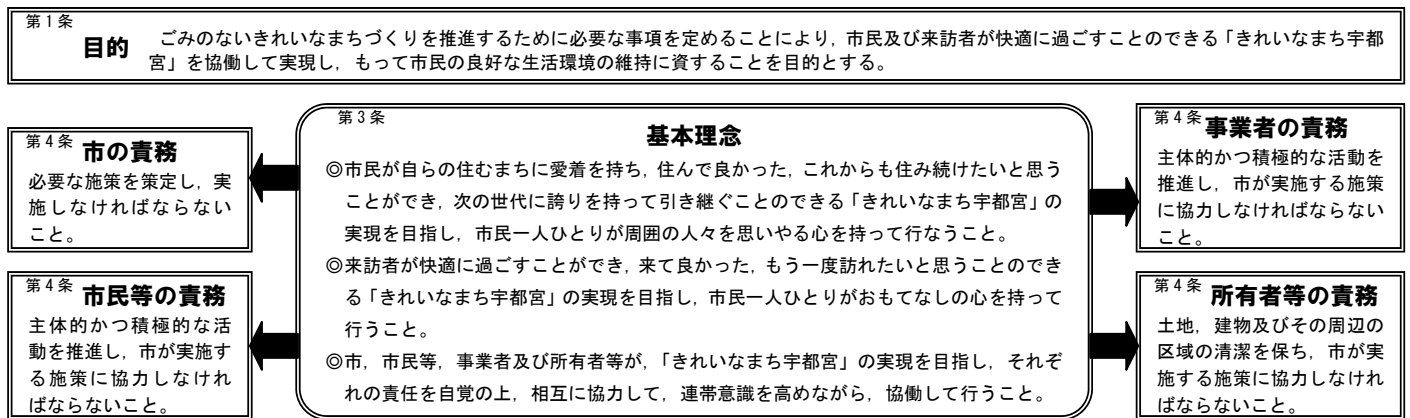 第1条
目的 ごみのないきれいなまちづくりを推進するために必要な事項を定めることにより，市民及び来訪者が快適に過ごすことのできる「きれいなまち宇都
宮」を協働して実現し，もって市民の良好な生活環境の維持に資することを目的とする。
第4条 市の責務
必要な施策を策定し，実
施しなければならない
こと。
第4条 市民等の責務
主体的かつ積極的な活
動を推進し，市が実施す
る施策に協力しなけれ
ばならないこと。
第3条
基本理念
◎市民が自らの住むまちに愛着を持ち，住んで良かった，これからも住み続けたいと思う
ことができ，次の世代に誇りを持って引き継ぐことのできる「きれいなまち宇都宮」の
実現を目指し，市民一人ひとりが周囲の人々を思いやる心を持って行なうこと。
◎来訪者が快適に過ごすことができ，来て良かった，もう一度訪れたいと思うことのでき
る「きれいなまち宇都宮」の実現を目指し，市民一人ひとりがおもてなしの心を持って
行うこと。
◎市，市民等，事業者及び所有者等が，「きれいなまち宇都宮」の実現を目指し，それぞ
れの責任を自覚の上，相互に協力して，連帯意識を高めながら，協働して行うこと。
第4条 事業者の責務
主体的かつ積極的な活動を
推進し，市が実施する施策
に協力しなければならない
こと。
第4条 所有者等の責務
土地，建物及びその周辺の
区域の清潔を保ち，市が実
施する施策に協力しなけれ
ばならないこと。